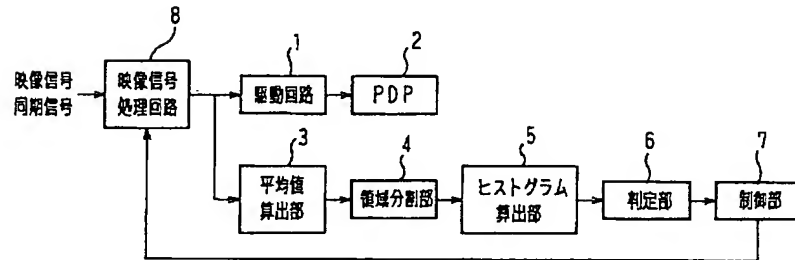 8
映像信号
同期信号
映像信号
処理回路
1
駆動回路
2
PDP
3
平均値
算出部
4
領域分割部
5
ヒストグラム
算出部
6
判定部
7
制御部